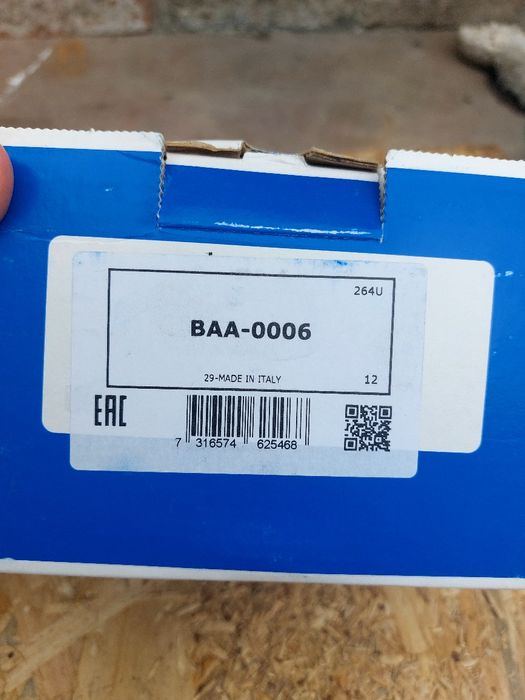 264U
BAA-0006
29-MADE IN ITALY
12
EAC
7 316574 625468